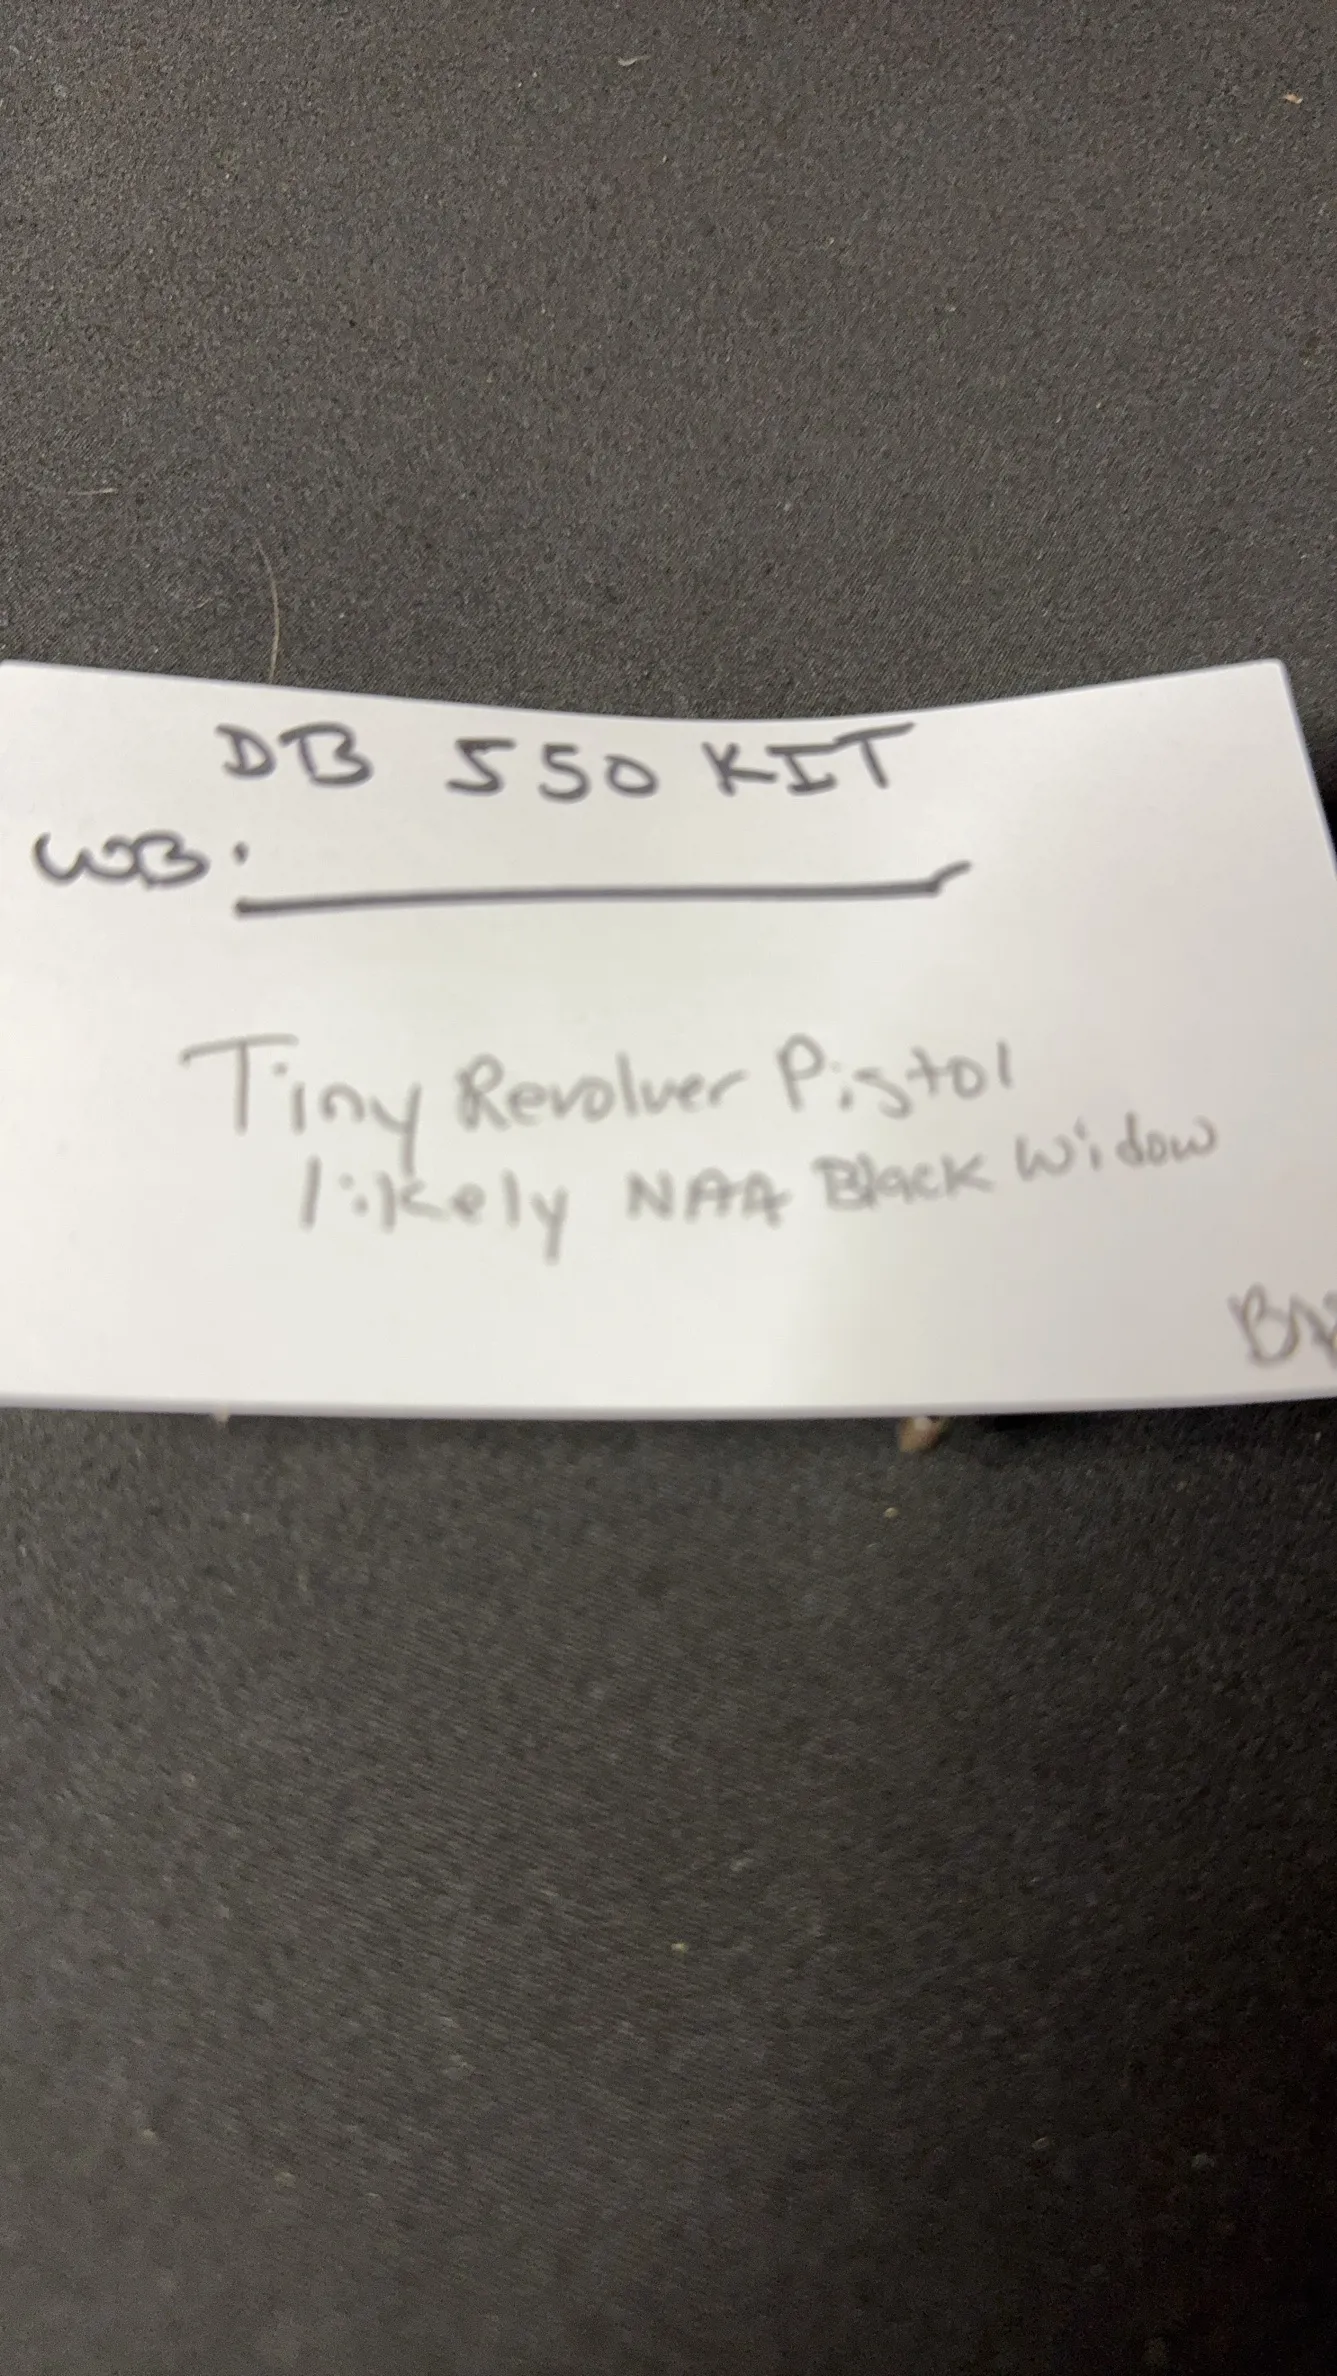 DB 550 KIT
WB:
Tiny Revolver Pistol
likely NAA Black Widow